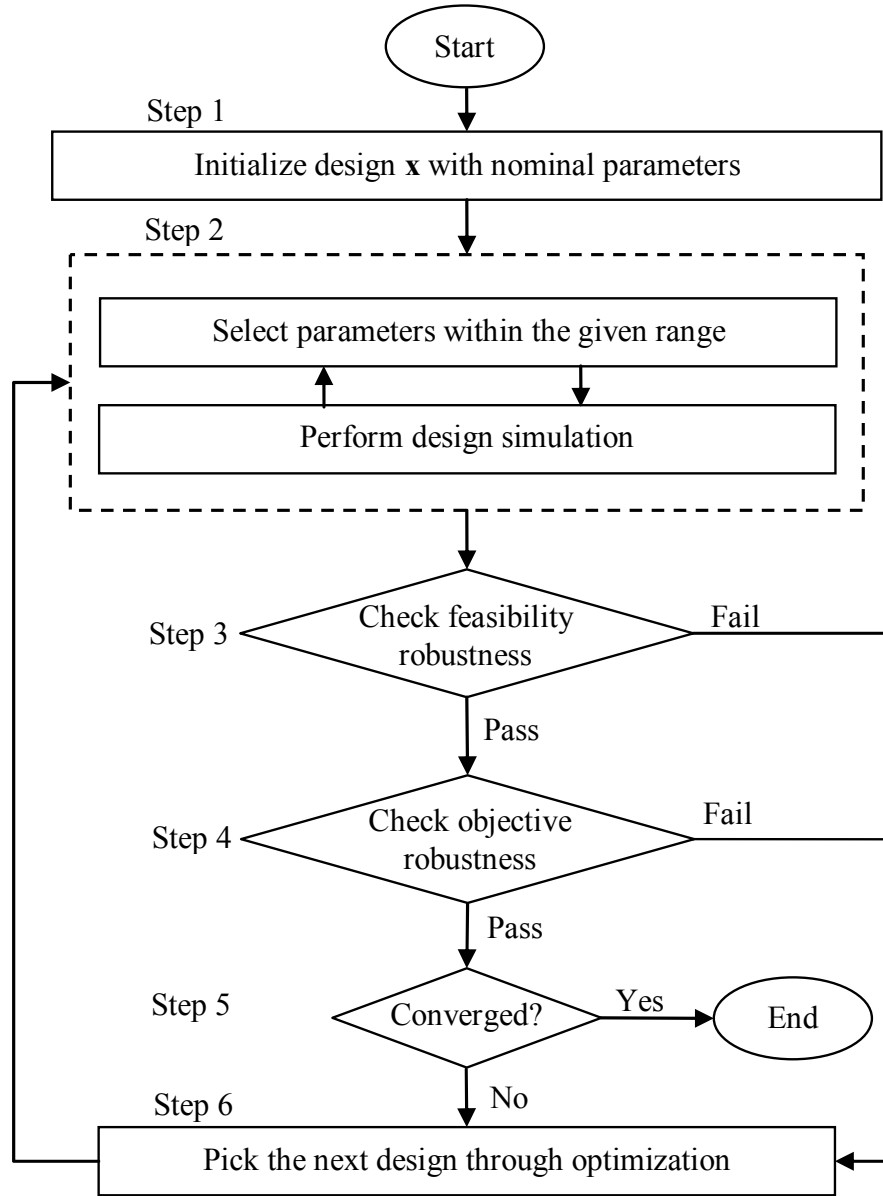 Start
Step 1
Initialize design x with nominal parameters
Step 2
Select parameters within the given range
Perform design simulation
Step 3
Check feasibility
robustness
Fail
Pass
Step 4
Check objective
robustness
Fail
Pass
Step 5
Converged?
Yes
End
No
Step 6
Pick the next design through optimization